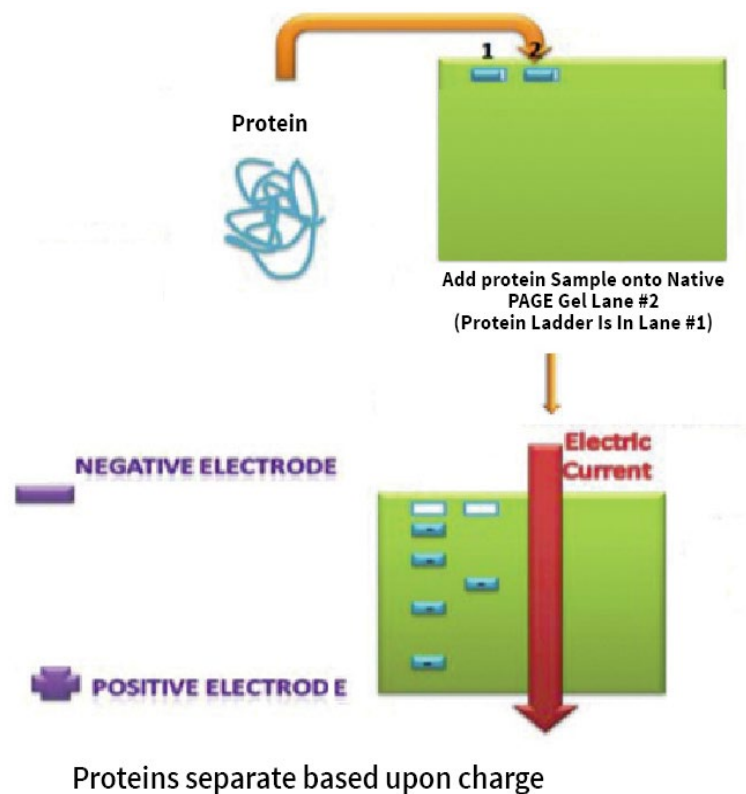 1 2
Protein
Add protein Sample onto Native
PAGE Gel Lane #2
(Protein Ladder Is In Lane #1)
Electric
Current
NEGATIVE ELECTRODE
POSITIVE ELECTROD E
Proteins separate based upon charge